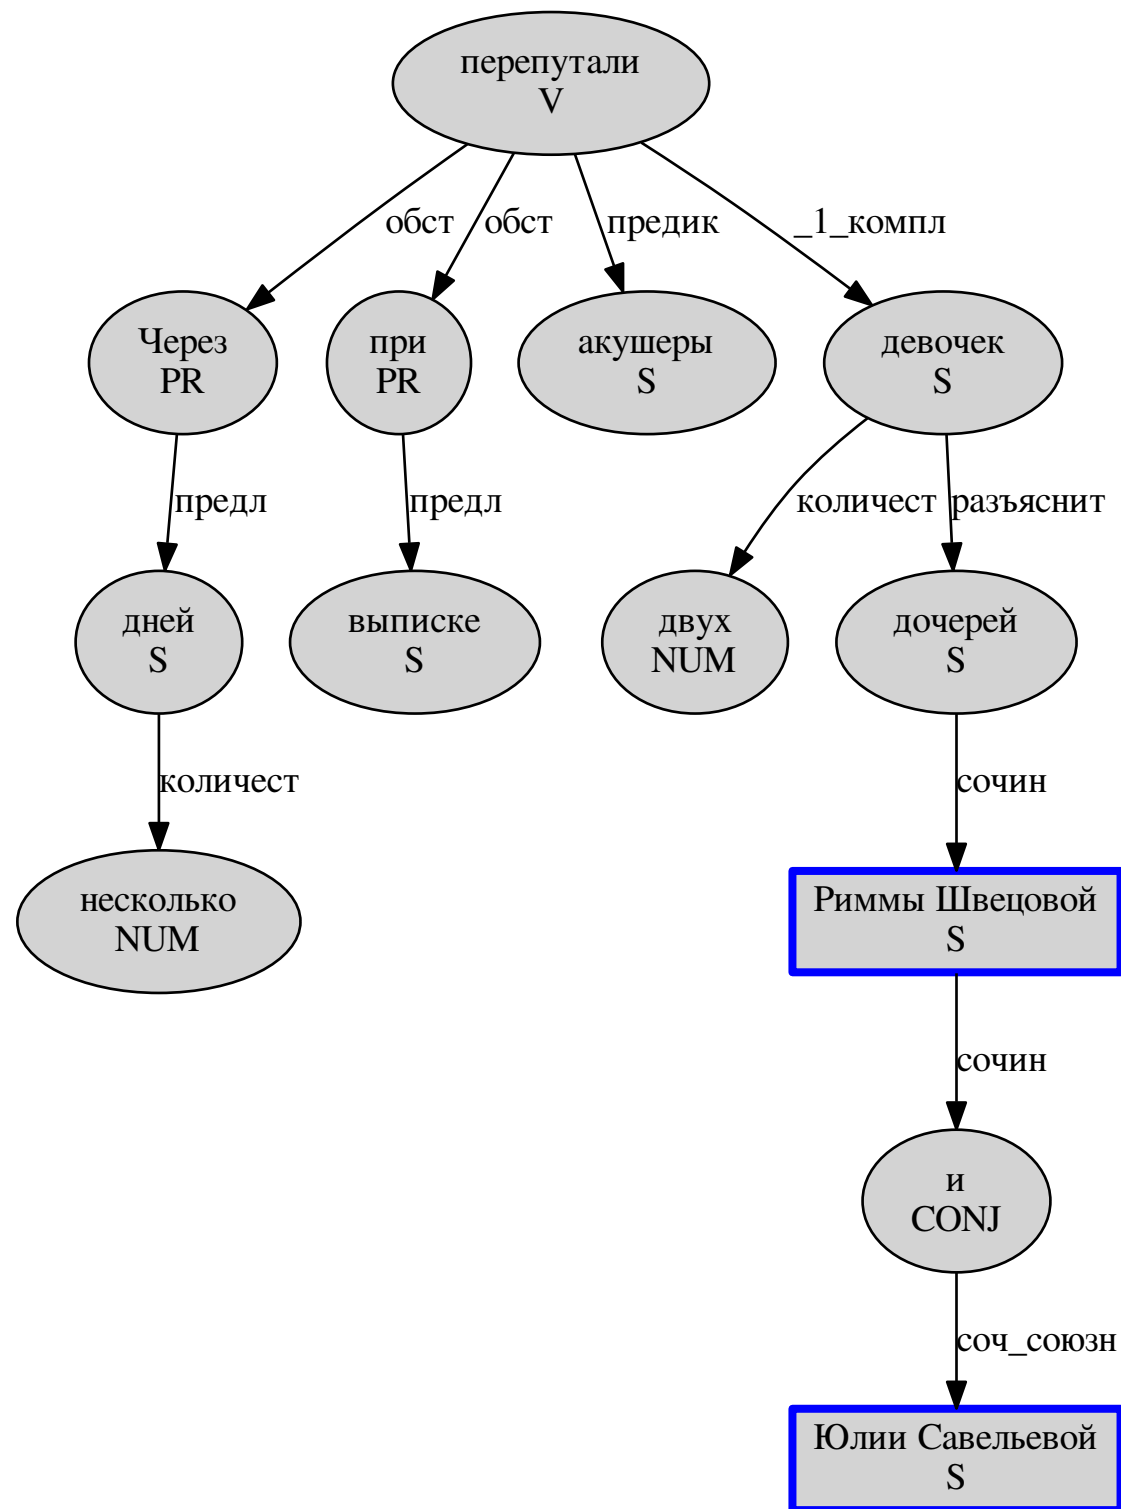 перепутали
V
обст
обст
предик
_1_компл
Через
PR
при
PR
акушеры
S
девочек
S
предл
предл
количест
разъяснит
дней
S
выписке
S
двух
NUM
дочерей
S
количест
сочин
несколько
NUM
Риммы Швецовой
S
сочин
и
CONJ
соч_союзн
Юлии Савельевой
S